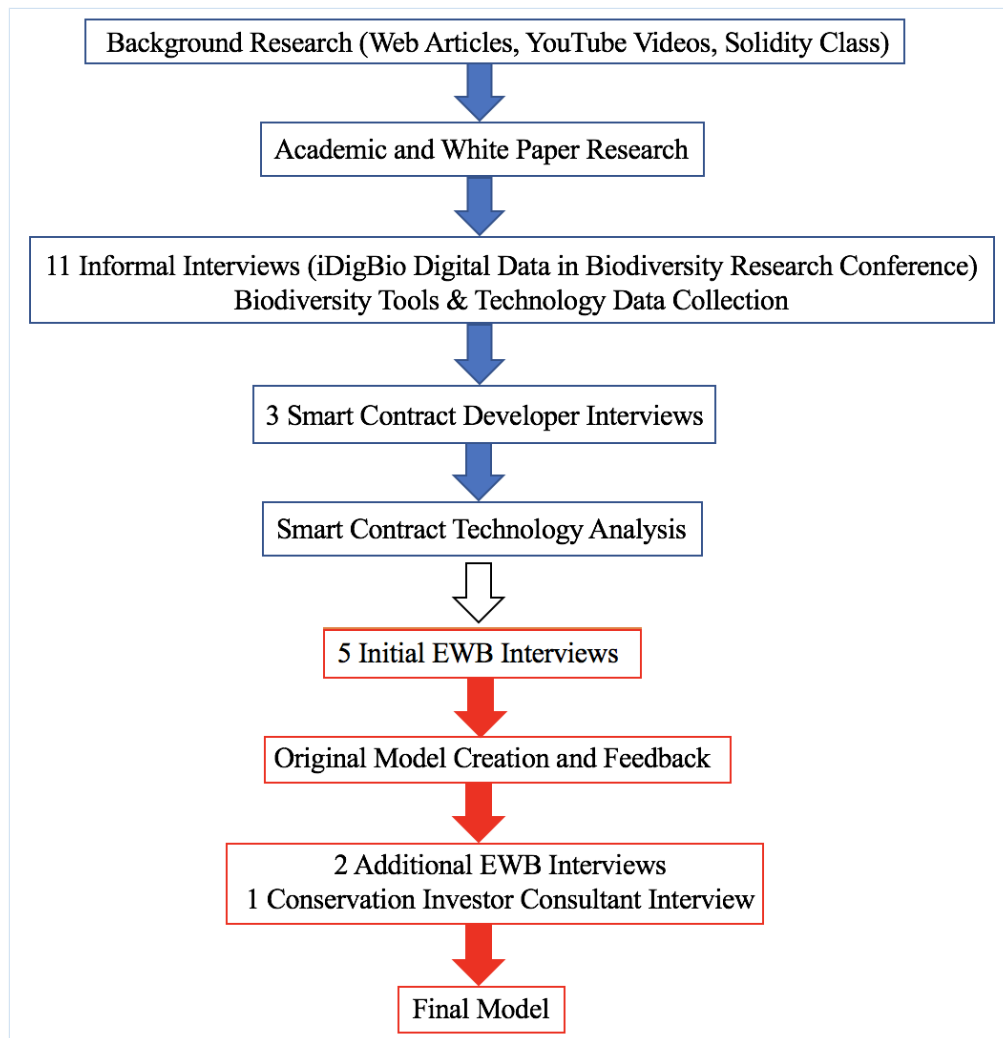 Background Research (Web Articles, YouTube Videos, Solidity Class)
Academic and White Paper Research
11 Informal Interviews (iDigBio Digital Data in Biodiversity Research Conference)
Biodiversity Tools & Technology Data Collection
3 Smart Contract Developer Interviews
Smart Contract Technology Analysis
5 Initial EWB Interviews
Original Model Creation and Feedback
2 Additional EWB Interviews
1 Conservation Investor Consultant Interview
Final Model